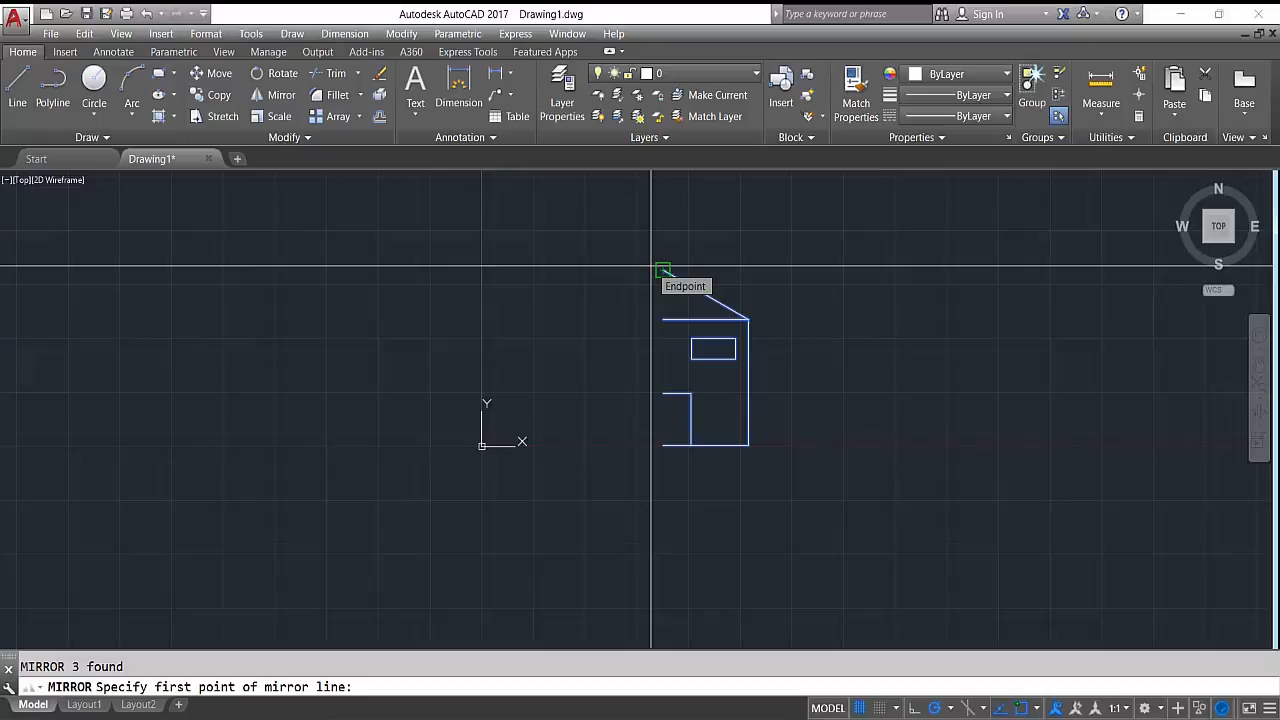 Autodesk AutoCAD 2017 Drawing1.dwg
Type a keyword or phrase
Sign In
File Edit View Insert Format Tools Draw Dimension Modify Parametric Express Window Help
Home Insert Annotate Parametric View Manage Output Add-ins A360 Express Tools Featured Apps
Line Polyline Circle Arc
Move Rotate Trim
Copy Mirror Fillet
Stretch Scale Array
Text Dimension Table
Layer Properties
0
Make Current
Match Layer
Insert
Match Properties
ByLayer
ByLayer
ByLayer
Group Measure Paste Base
Draw Modify Annotation Layers Block Properties Groups Utilities Clipboard View
Start Drawing1*
[−][Top][2D Wireframe]
N
W TOP E
S
WCS
Endpoint
Y
X
MIRROR 3 found
MIRROR Specify first point of mirror line:
Model Layout1 Layout2
MODEL 1:1